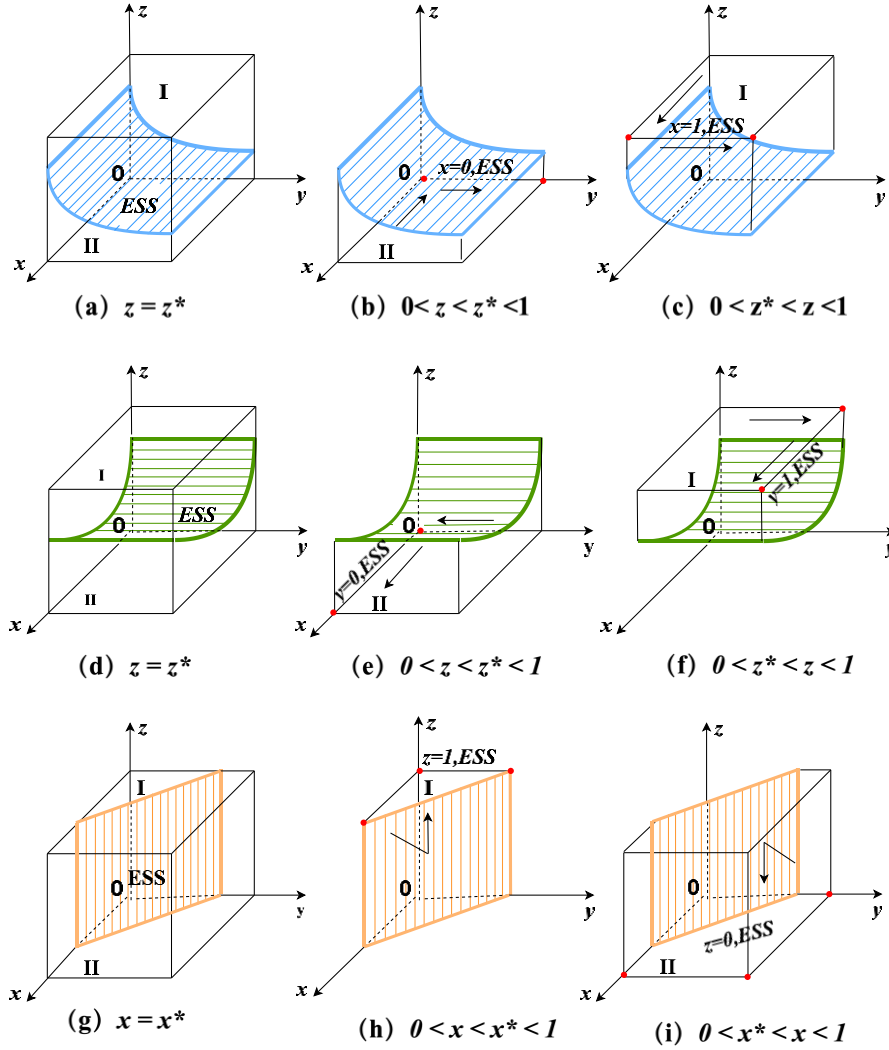 z
I
0
ESS
y
II
x
(a) z = z*
z
0
x=0,ESS
y
II
x
(b) 0< z < z* <1
z
I
x=1,ESS
0
y
x
(c) 0 < z* < z <1
z
I
0
ESS
y
II
x
(d) z = z*
z
0
y
y=0,ESS
II
x
(e) 0 < z < z* < 1
z
I
y=1,ESS
0
y
x
(f) 0 < z* < z < 1
z
I
ESS
0
y
II
x
(g) x = x*
z
z=1,ESS
I
0
y
x
(h) 0 < x < x* < 1
z
0
y
z=0,ESS
II
x
(i) 0 < x* < x < 1